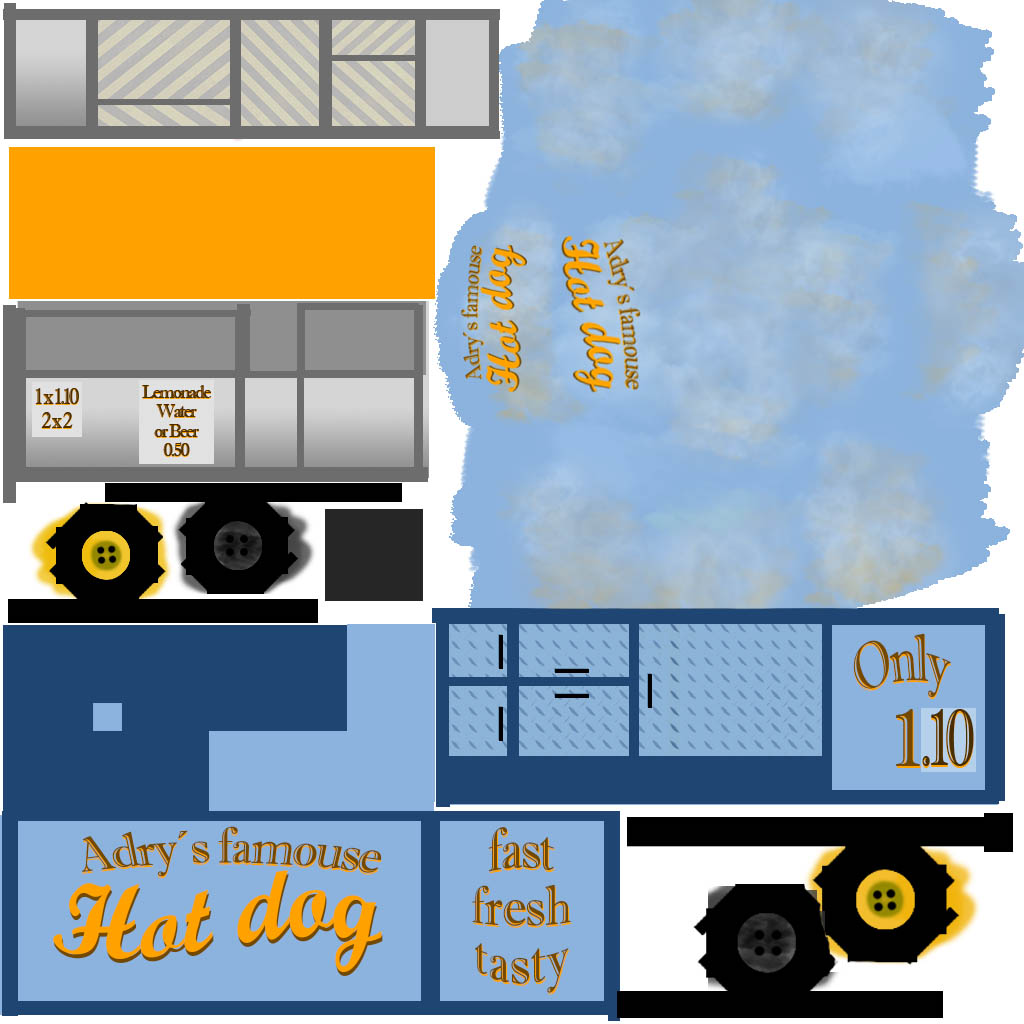 Adry´s famouse
Hot dog
Adry´s famouse
Hot dog
1x1.10
2x2
Lemonade
Water
or Beer
0.50
Only
1.10
Adry´s famouse
Hot dog
fast
fresh
tasty